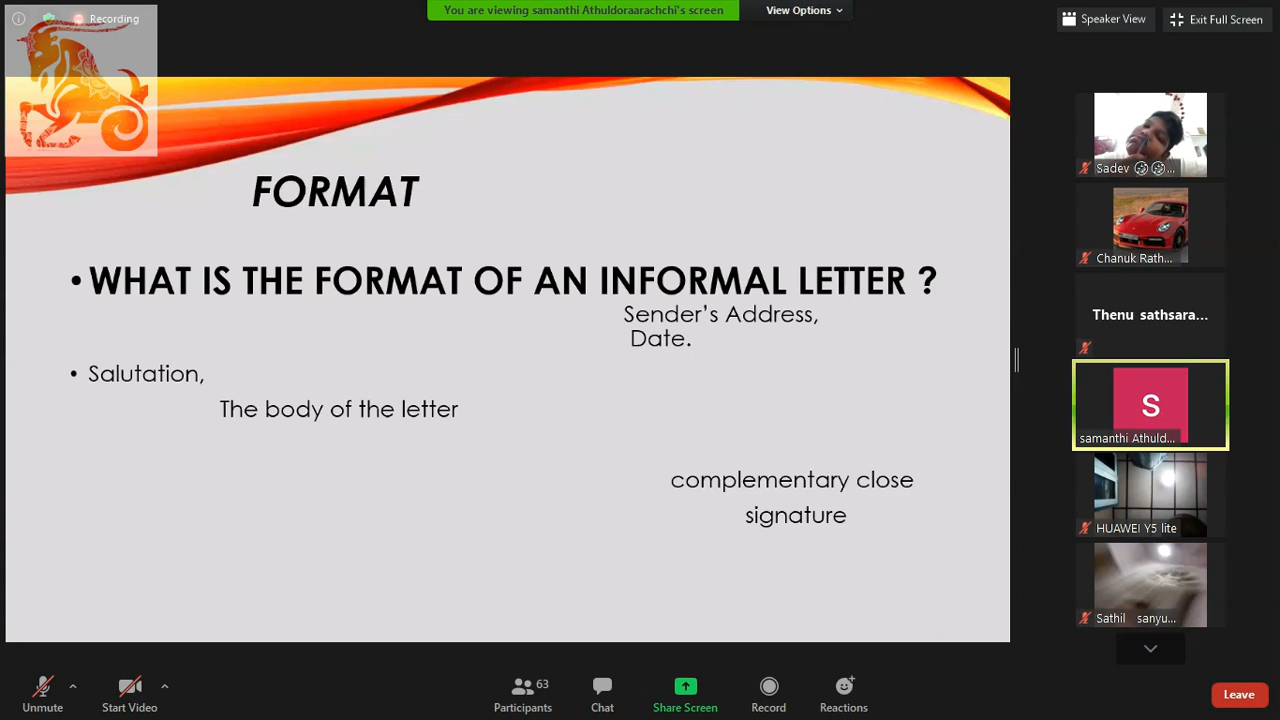 Recording
You are viewing samanthi Athuldoraarachchi's screen
View Options
Speaker View
Exit Full Screen
FORMAT
• WHAT IS THE FORMAT OF AN INFORMAL LETTER ?
Sender's Address,
Date.
• Salutation,
The body of the letter
complementary close
signature
Sadev 🎲🎲...
Chanuk Rath...
Thenu sathsara...
S
samanthi Athuld...
HUAWEI Y5 lite
Sathil sanyu...
Unmute
Start Video
Participants
63
Chat
Share Screen
Record
Reactions
Leave